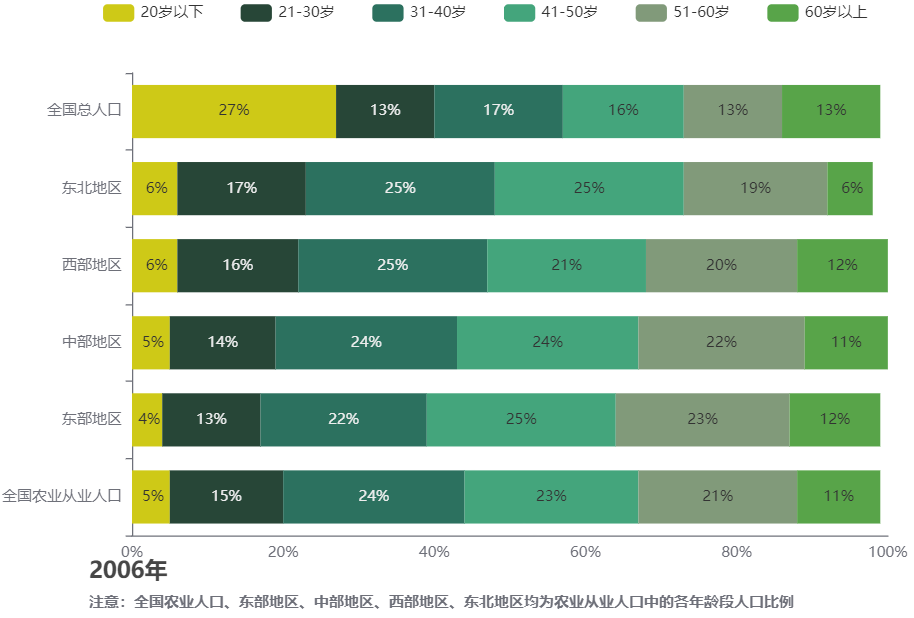 20岁以下 21-30岁 31-40岁 41-50岁 51-60岁 60岁以上
全国总人口 27% 13% 17% 16% 13% 13%
东北地区 6% 17% 25% 25% 19% 6%
西部地区 6% 16% 25% 21% 20% 12%
中部地区 5% 14% 24% 24% 22% 11%
东部地区 4% 13% 22% 25% 23% 12%
全国农业从业人口 5% 15% 24% 23% 21% 11%
0% 20% 40% 60% 80% 100%
2006年
注意：全国农业人口、东部地区、中部地区、西部地区、东北地区均为农业从业人口中的各年龄段人口比例